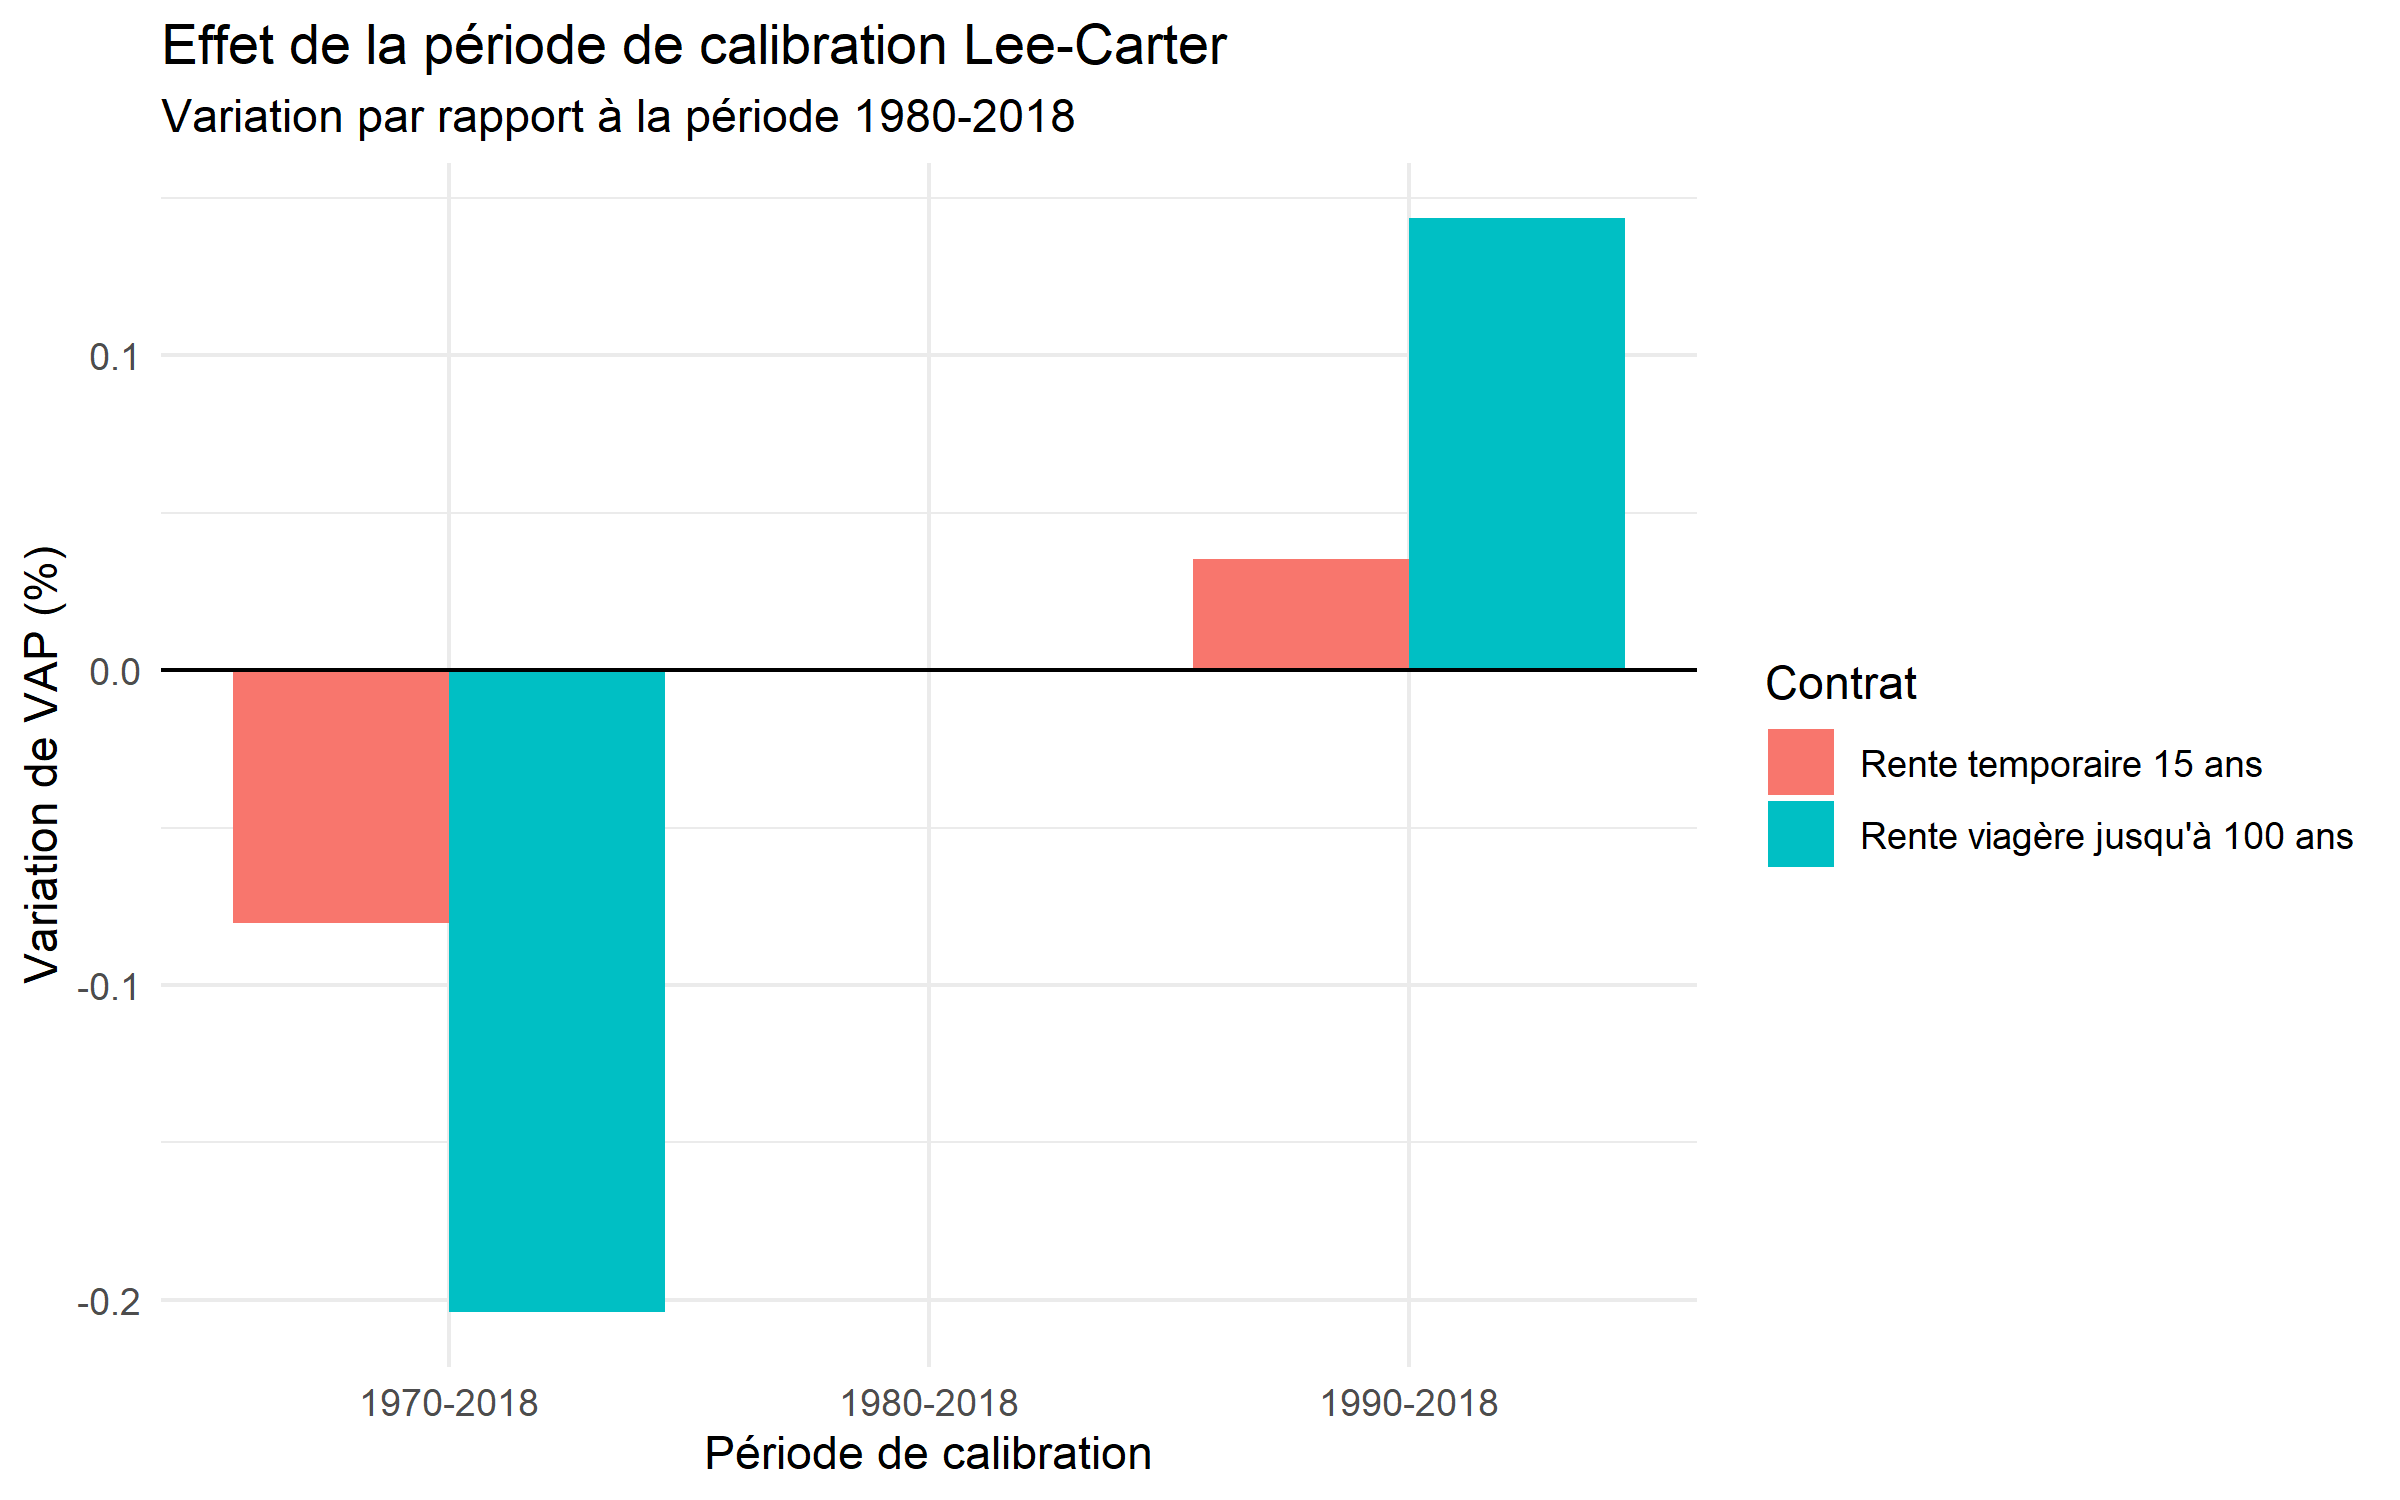 Effet de la période de calibration Lee-Carter
Variation par rapport à la période 1980-2018
Variation de VAP (%)
0.1
0.0
-0.1
-0.2
1970-2018
1980-2018
1990-2018
Période de calibration
Contrat
Rente temporaire 15 ans
Rente viagère jusqu'à 100 ans